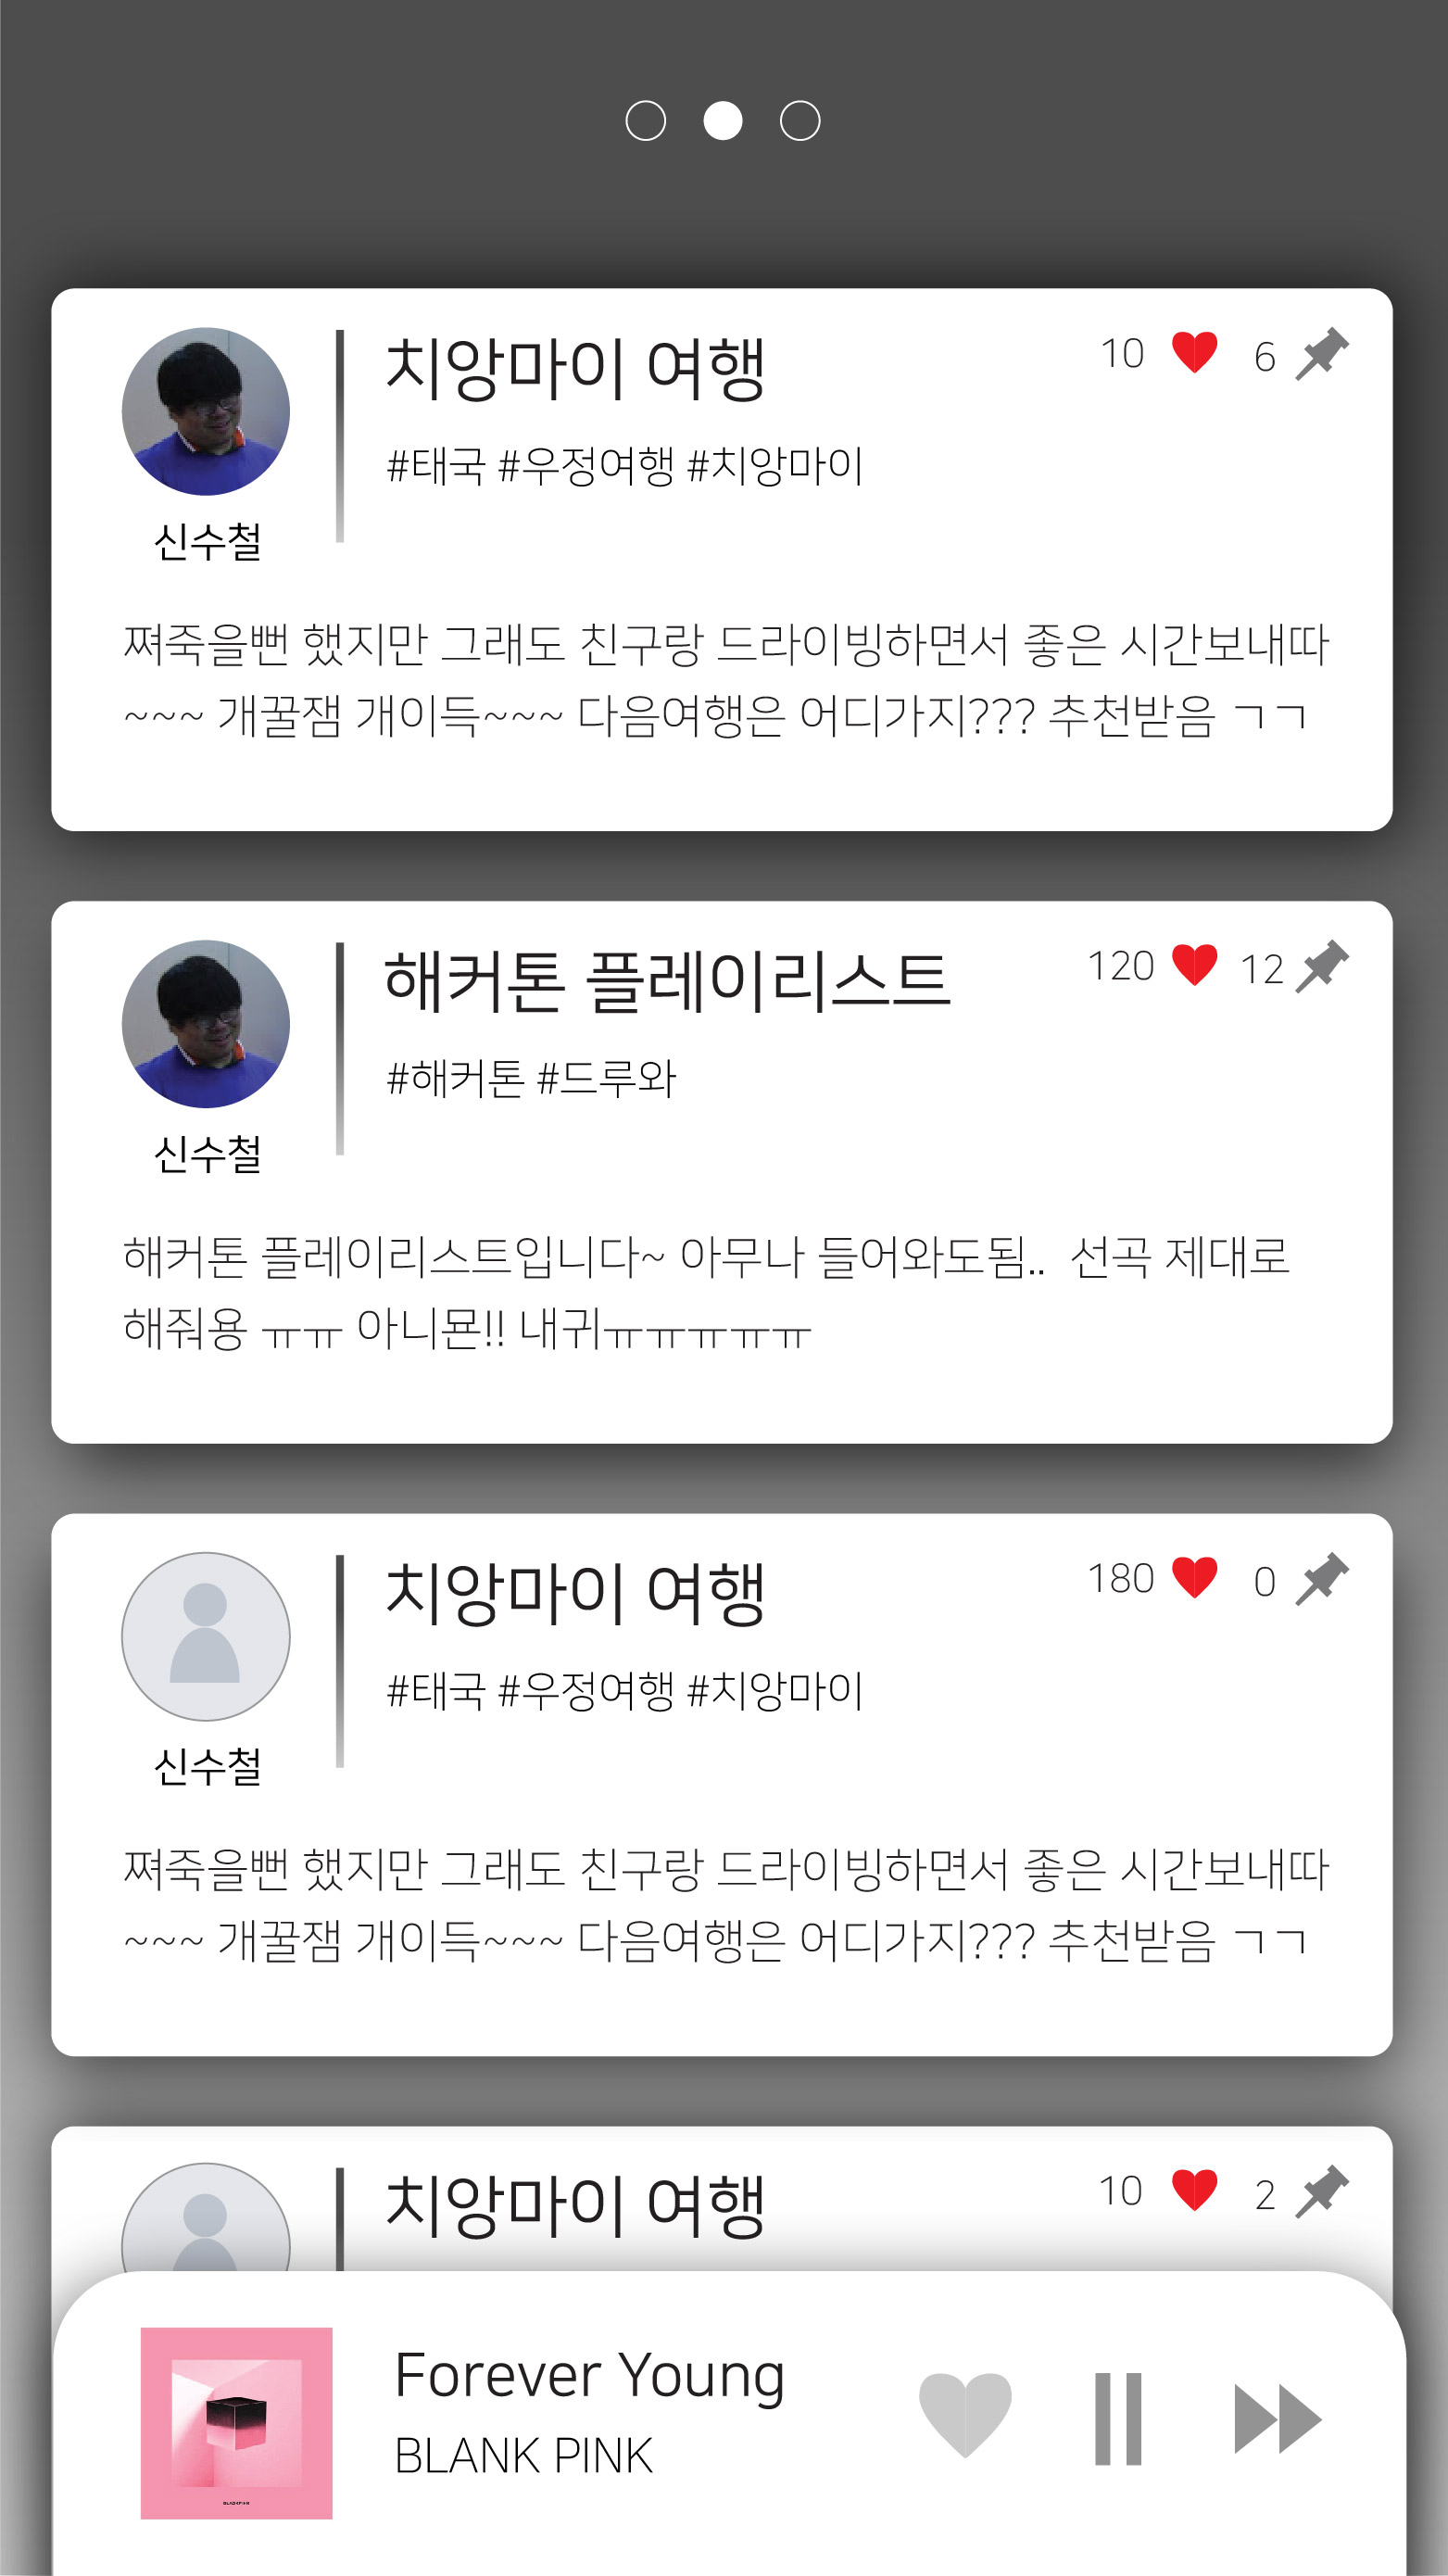 치앙마이 여행
10
6
#태국 #우정여행 #치앙마이
신수철
쪄죽을뻔 했지만 그래도 친구랑 드라이빙하면서 좋은 시간보내따
~~~ 개꿀잼 개이득~~~ 다음여행은 어디가지??? 추천받음 ㄱㄱ
해커톤 플레이리스트
120
12
#해커톤 #드루와
신수철
해커톤 플레이리스트입니다~ 아무나 들어와도됨.. 선곡 제대로
해줘용 ㅠㅠ 아니묜!! 내귀ㅠㅠㅠㅠㅠ
치앙마이 여행
180
0
#태국 #우정여행 #치앙마이
신수철
쪄죽을뻔 했지만 그래도 친구랑 드라이빙하면서 좋은 시간보내따
~~~ 개꿀잼 개이득~~~ 다음여행은 어디가지??? 추천받음 ㄱㄱ
치앙마이 여행
10
2
Forever Young
BLANK PINK
BLACKPINK